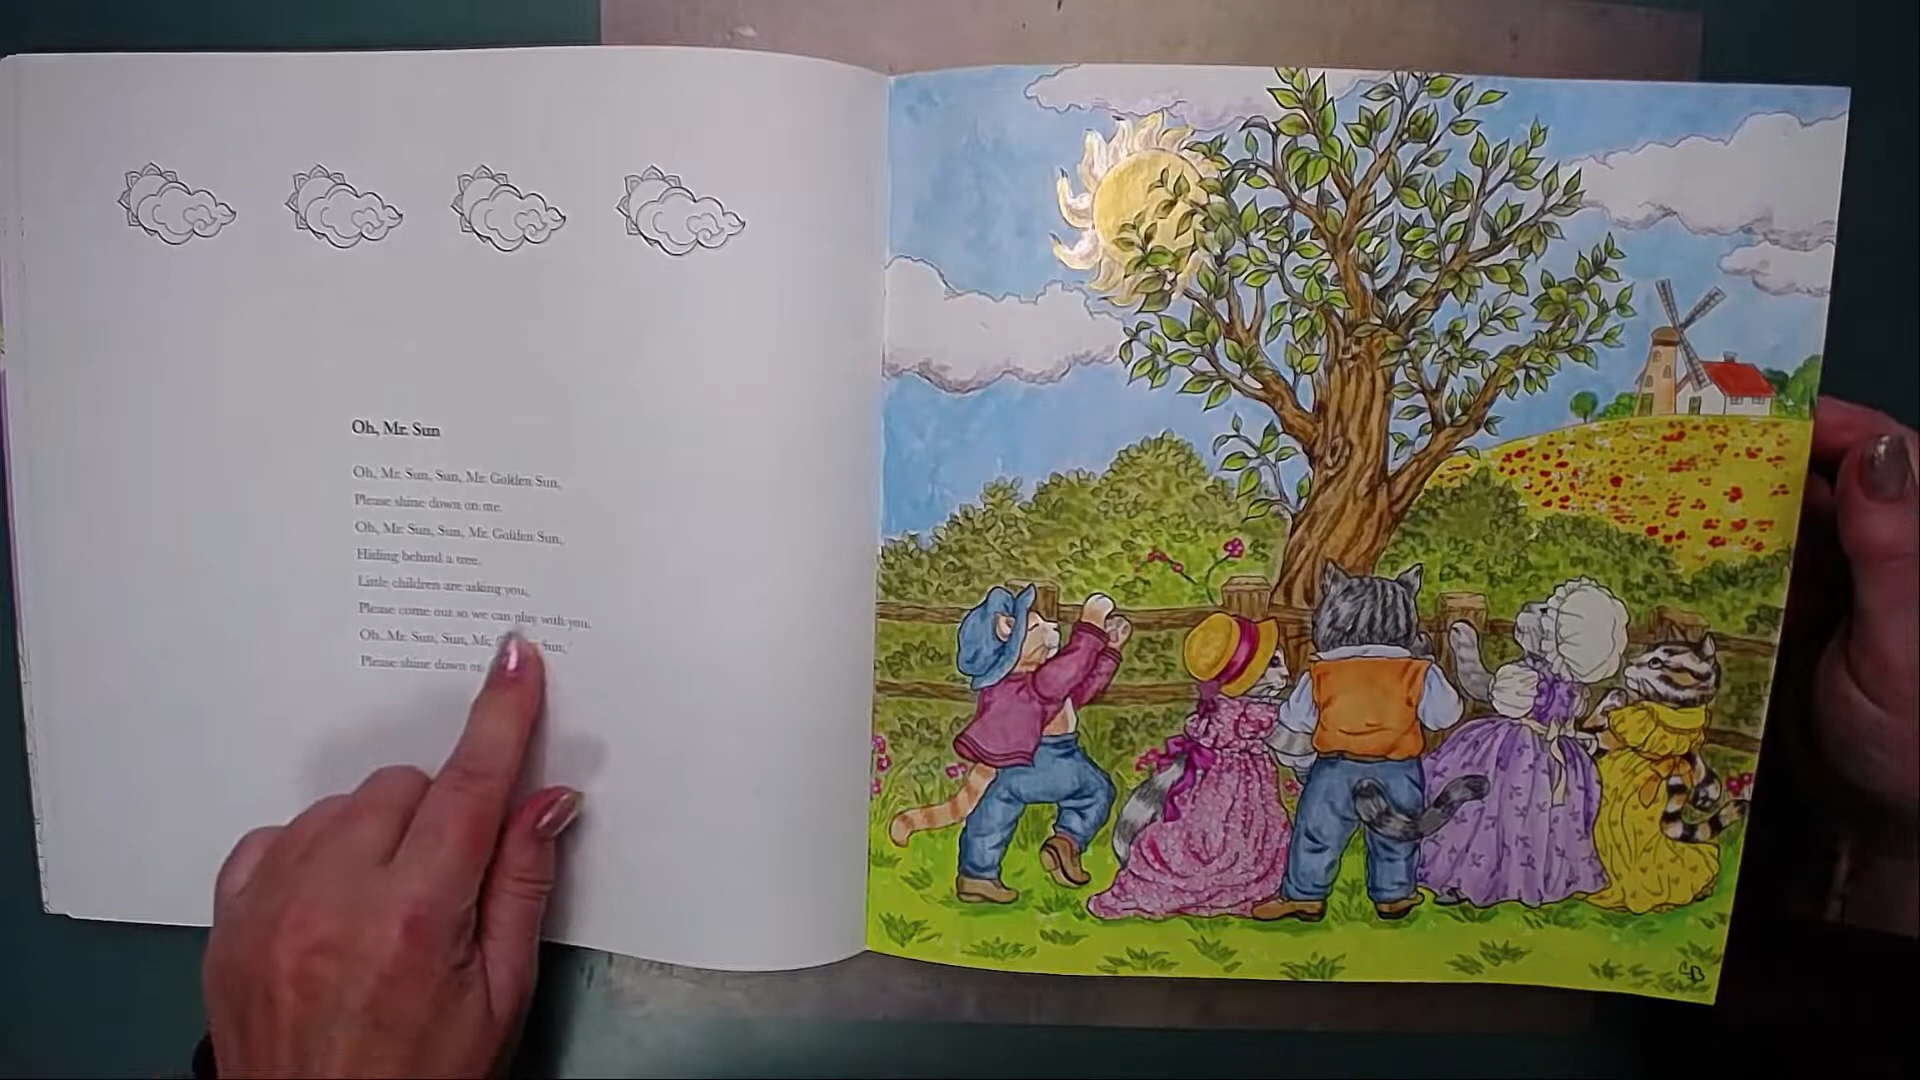 Oh, Mr. Sun
Oh, Mr. Sun, Sun, Mr. Golden Sun,
Please shine down on me.
Oh, Mr. Sun, Sun, Mr. Golden Sun,
Hiding behind a tree.
Little children are asking you,
Please come out so we can play with you.
Oh, Mr. Sun, Sun, Mr. Sun,
Please shine down on
CB